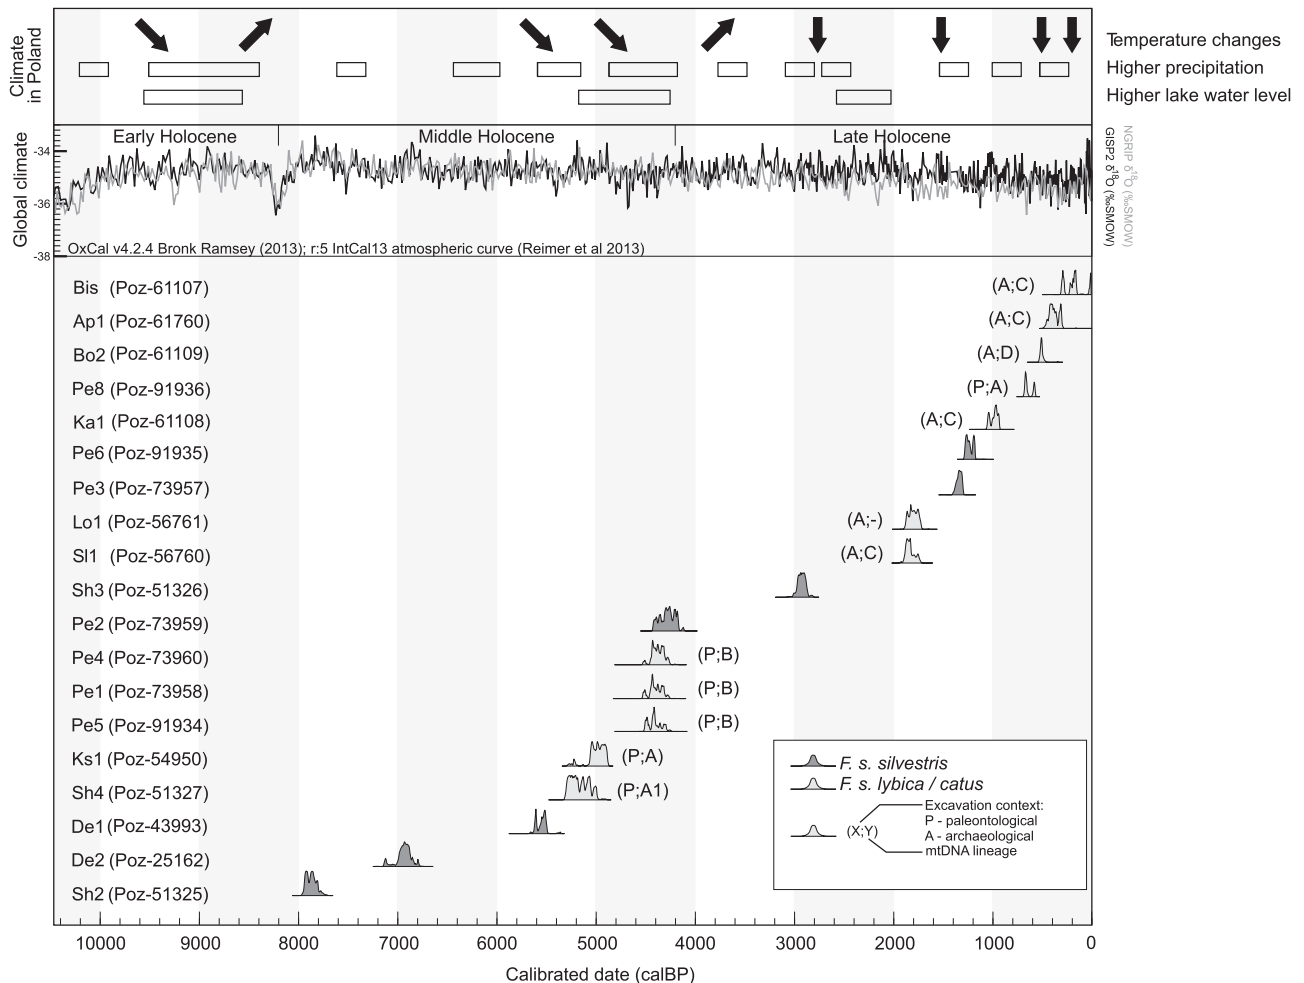 Climate
in Poland
Temperature changes
Higher precipitation
Higher lake water level
Early Holocene
Middle Holocene
Late Holocene
Global climate
-34
-36
-38
GISP2 δ18O (‰SMOW)
NGRIP δ18O (‰SMOW)
OxCal v4.2.4 Bronk Ramsey (2013); r:5 IntCal13 atmospheric curve (Reimer et al 2013)
Bis (Poz-61107) (A;C)
Ap1 (Poz-61760) (A;C)
Bo2 (Poz-61109) (A;D)
Pe8 (Poz-91936) (P;A)
Ka1 (Poz-61108) (A;C)
Pe6 (Poz-91935)
Pe3 (Poz-73957)
Lo1 (Poz-56761) (A;-)
Sl1 (Poz-56760) (A;C)
Sh3 (Poz-51326)
Pe2 (Poz-73959)
Pe4 (Poz-73960) (P;B)
Pe1 (Poz-73958) (P;B)
Pe5 (Poz-91934) (P;B)
Ks1 (Poz-54950) (P;A)
Sh4 (Poz-51327) (P;A1)
De1 (Poz-43993)
De2 (Poz-25162)
Sh2 (Poz-51325)
F. s. silvestris
F. s. lybica / catus
(X;Y)
Excavation context:
P - paleontological
A - archaeological
mtDNA lineage
10000 9000 8000 7000 6000 5000 4000 3000 2000 1000 0
Calibrated date (calBP)